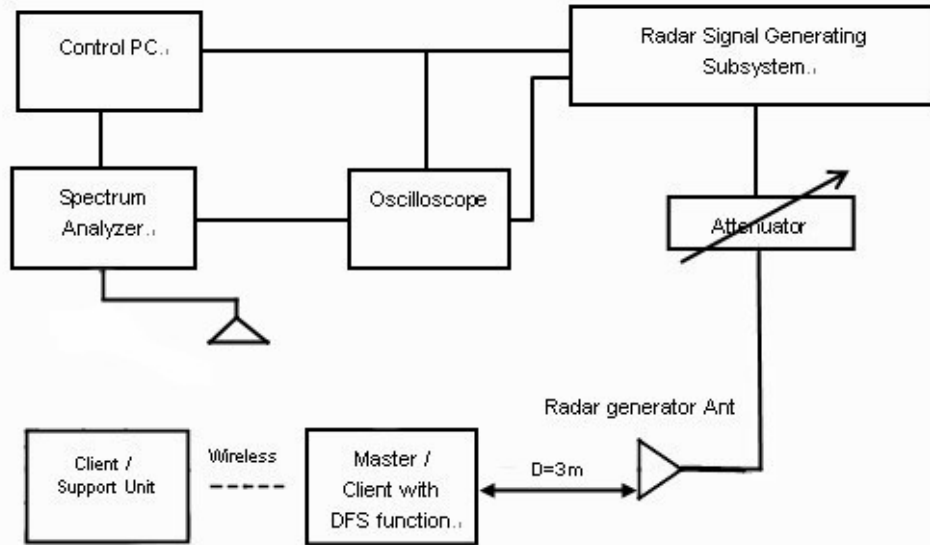 Control PC.
Radar Signal Generating
Subsystem.
Spectrum
Analyzer.
Oscilloscope
Attenuator
Radar generator Ant
Client /
Support Unit
Wireless
Master /
Client with
DFS function.
D=3m